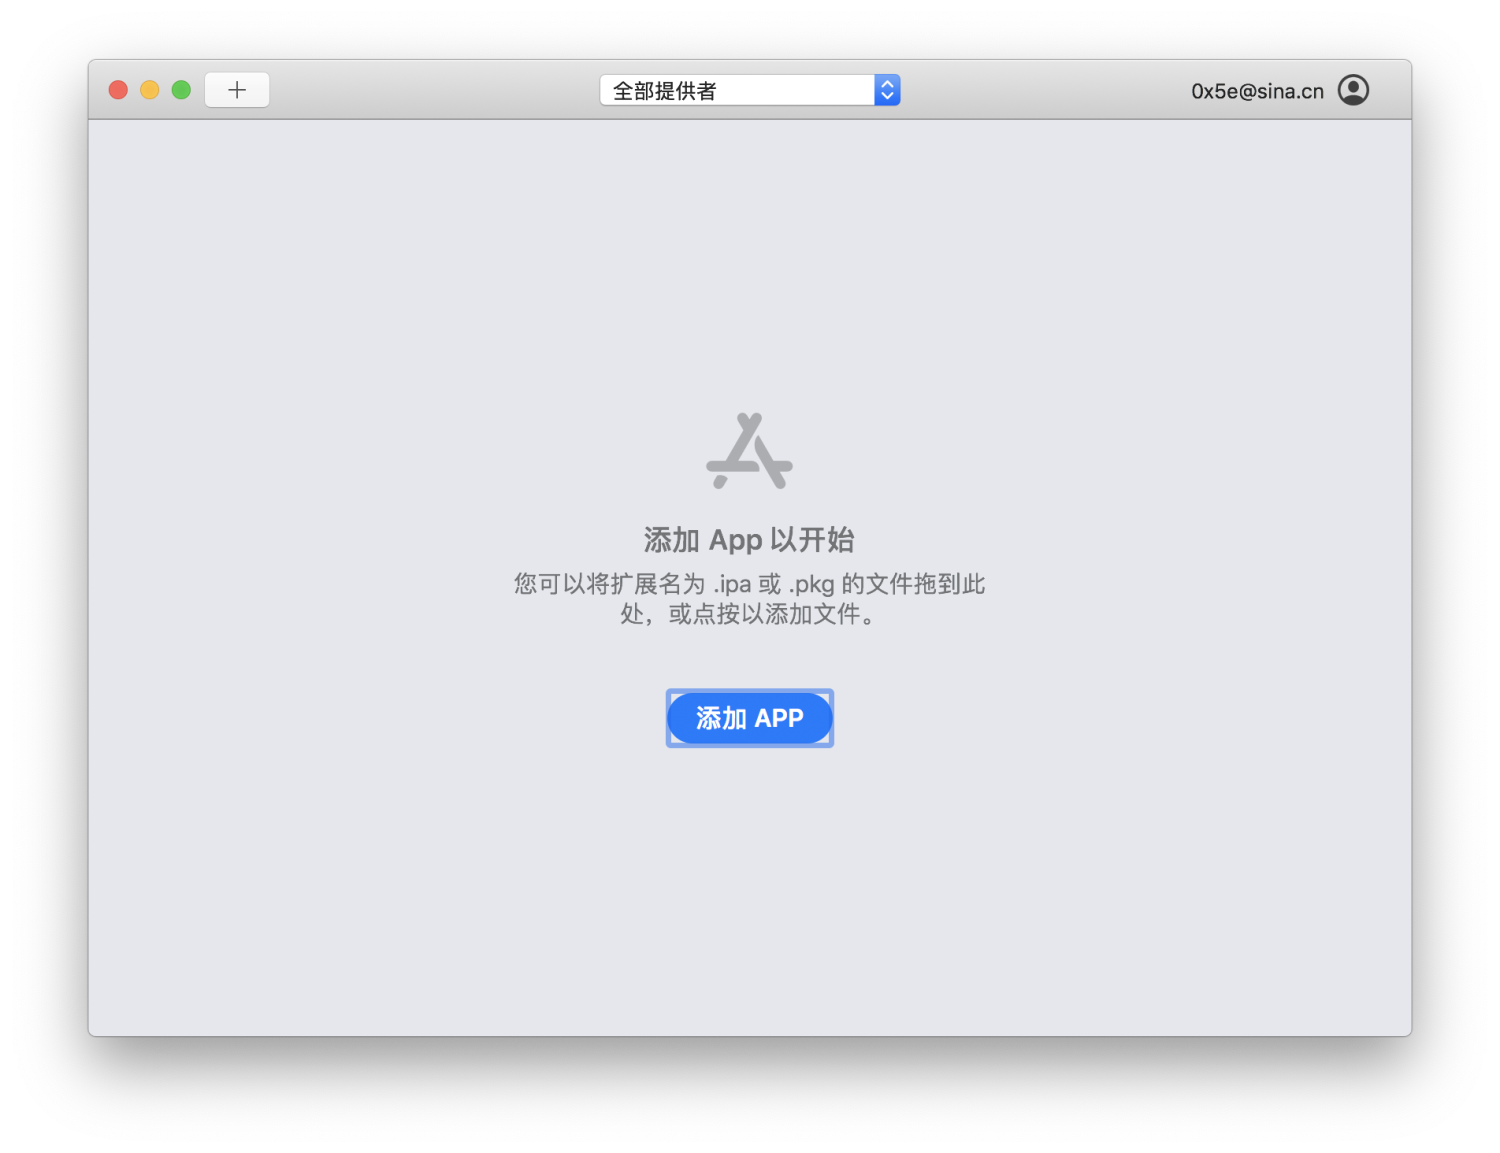 全部提供者
0x5e@sina.cn
添加 App 以开始
您可以将扩展名为 .ipa 或 .pkg 的文件拖到此
处，或点按以添加文件。
添加 APP